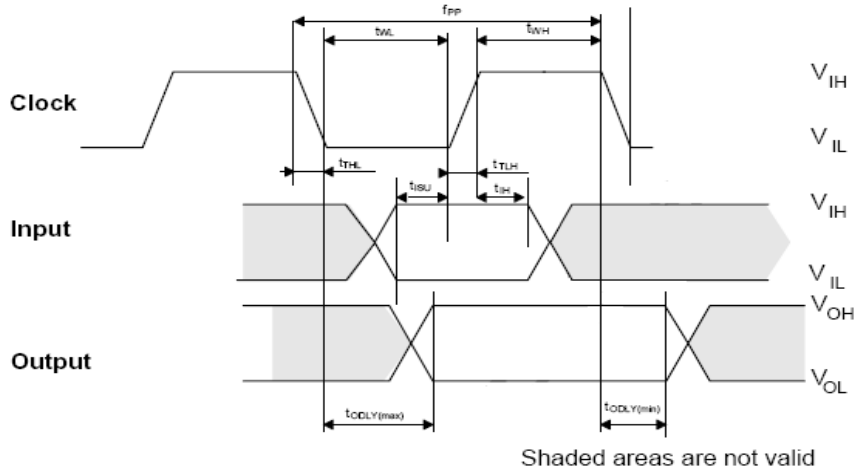 fPP
tWL
tWH
VIH
Clock
VIL
tTHL
tTLH
tISU
tIH
VIH
Input
VIL
VOH
Output
VOL
tODLY(max)
tODLY(min)
Shaded areas are not valid